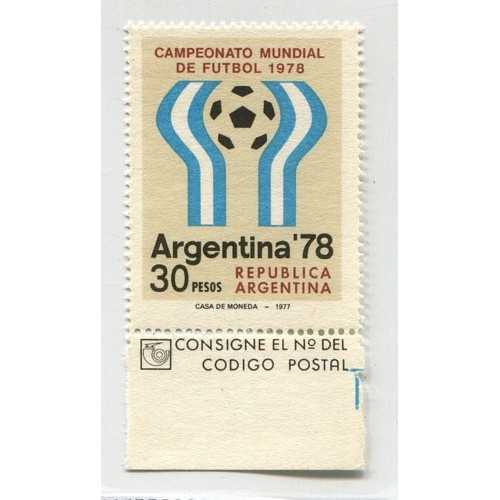 CAMPEONATO MUNDIAL
DE FUTBOL 1978
Argentina '78
30 PESOS
REPUBLICA
ARGENTINA
CASA DE MONEDA - 1977
CONSIGNE EL Nº DEL
CODIGO POSTAL